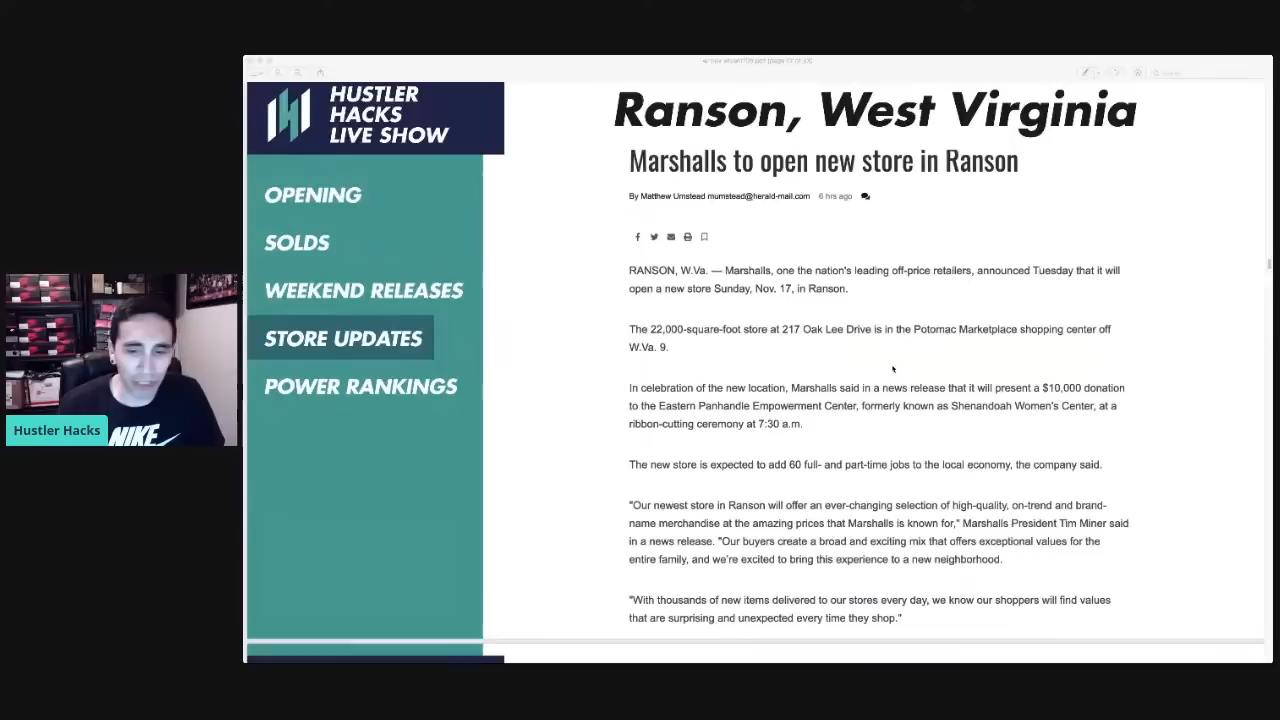 HUSTLER
HACKS
LIVE SHOW
OPENING
SOLDS
WEEKEND RELEASES
STORE UPDATES
POWER RANKINGS
Hustler Hacks
NIKE
Ranson, West Virginia
Marshalls to open new store in Ranson
By Matthew Umstead mumstead@herald-mail.com 6 hrs ago
RANSON, W.Va. — Marshalls, one the nation's leading off-price retailers, announced Tuesday that it will
open a new store Sunday, Nov. 17, in Ranson.
The 22,000-square-foot store at 217 Oak Lee Drive is in the Potomac Marketplace shopping center off
W.Va. 9.
In celebration of the new location, Marshalls said in a news release that it will present a $10,000 donation
to the Eastern Panhandle Empowerment Center, formerly known as Shenandoah Women's Center, at a
ribbon-cutting ceremony at 7:30 a.m.
The new store is expected to add 60 full- and part-time jobs to the local economy, the company said.
"Our newest store in Ranson will offer an ever-changing selection of high-quality, on-trend and brand-
name merchandise at the amazing prices that Marshalls is known for," Marshalls President Tim Miner said
in a news release. "Our buyers create a broad and exciting mix that offers exceptional values for the
entire family, and we're excited to bring this experience to a new neighborhood.
"With thousands of new items delivered to our stores every day, we know our shoppers will find values
that are surprising and unexpected every time they shop."